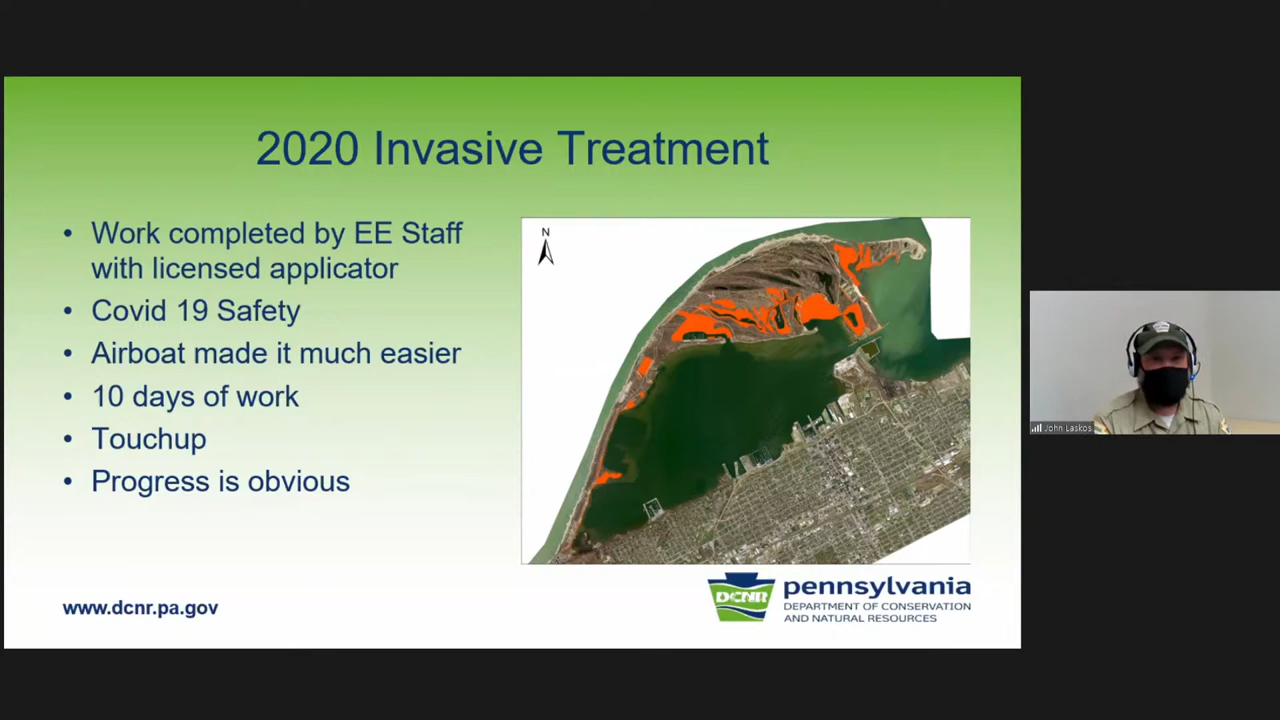 2020 Invasive Treatment
• Work completed by EE Staff
with licensed applicator
• Covid 19 Safety
• Airboat made it much easier
• 10 days of work
• Touchup
• Progress is obvious
N
www.dcnr.pa.gov
DCNR
pennsylvania
DEPARTMENT OF CONSERVATION
AND NATURAL RESOURCES
John Laskos